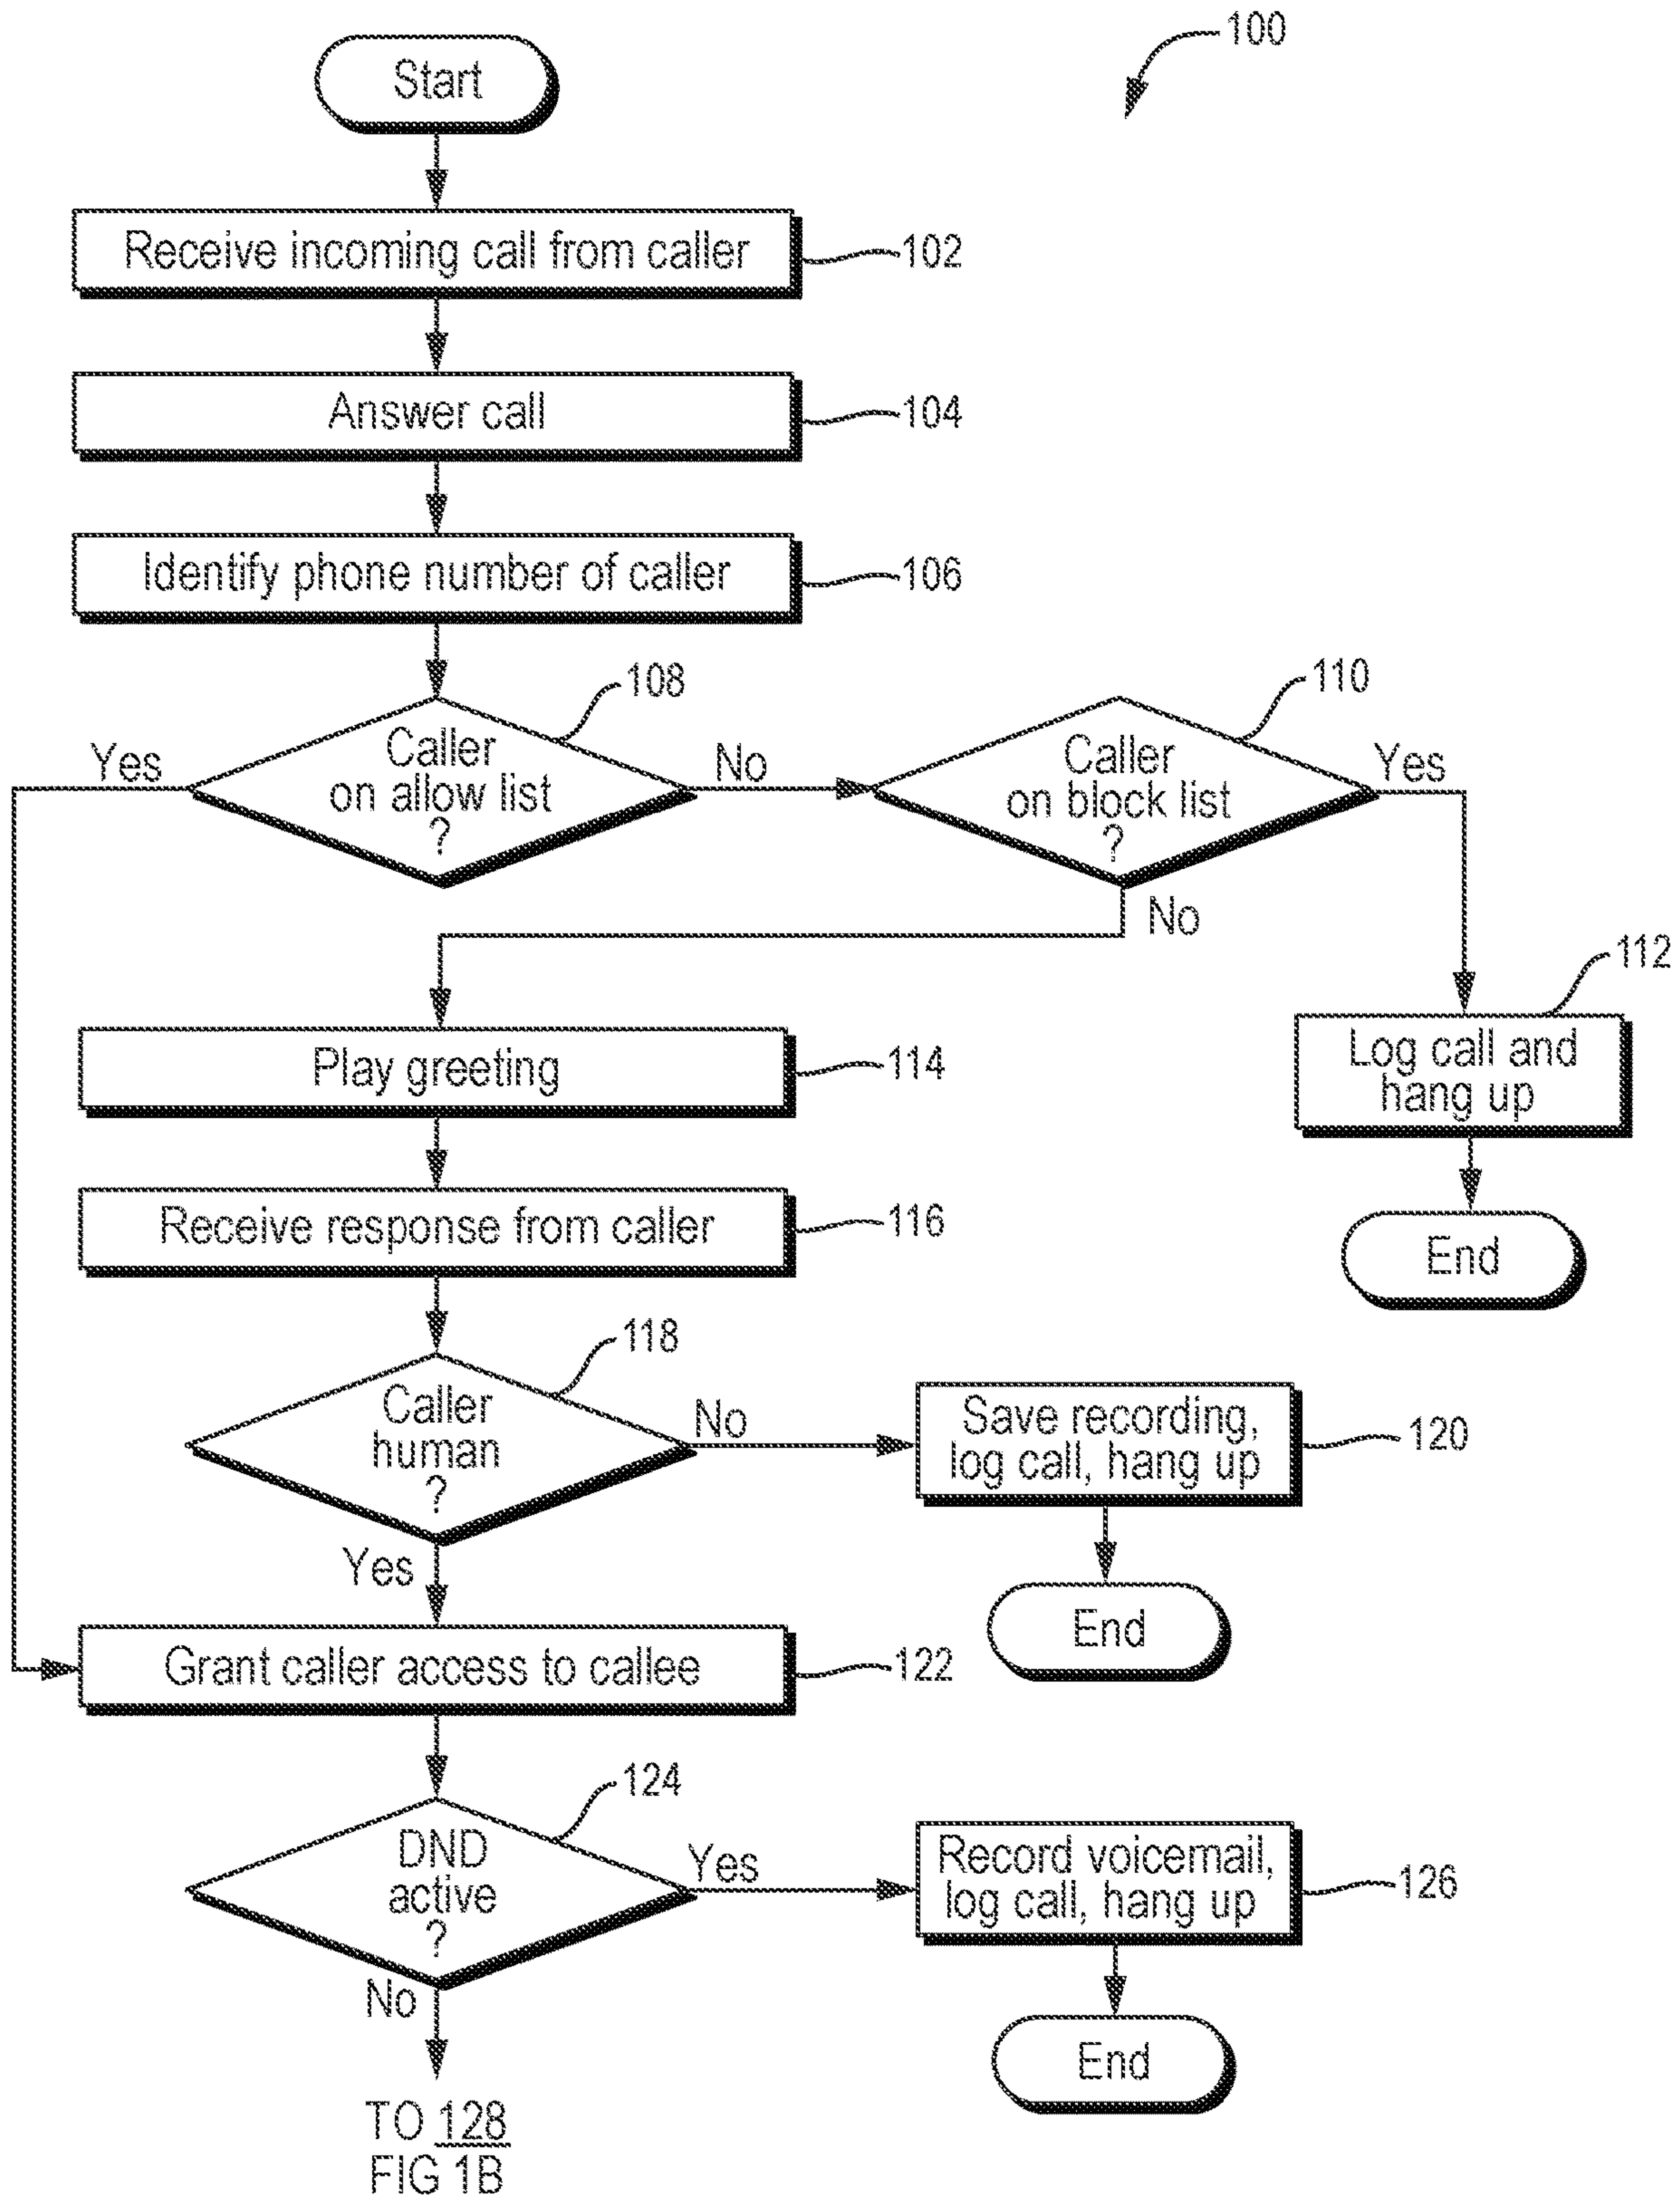 100
Start
Receive incoming call from caller
102
Answer call
104
Identify phone number of caller
106
108
110
Yes
Caller
on allow list
?
No
Caller
on block list
?
Yes
No
112
Log call and
hang up
Play greeting
114
Receive response from caller
116
End
118
Caller
human
?
No
Save recording,
log call, hang up
120
Yes
End
Grant caller access to callee
122
124
DND
active
?
Yes
Record voicemail,
log call, hang up
126
No
End
TO 128
FIG 1B